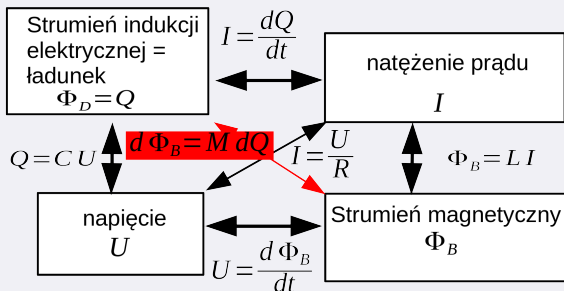 Strumień indukcji
elektrycznej =
ładunek
Φ_D = Q
I = dQ/dt
natężenie prądu
I
d Φ_B = M dQ
Q = C U
I = U/R
Φ_B = L I
napięcie
U
Strumień magnetyczny
Φ_B
U = d Φ_B/dt